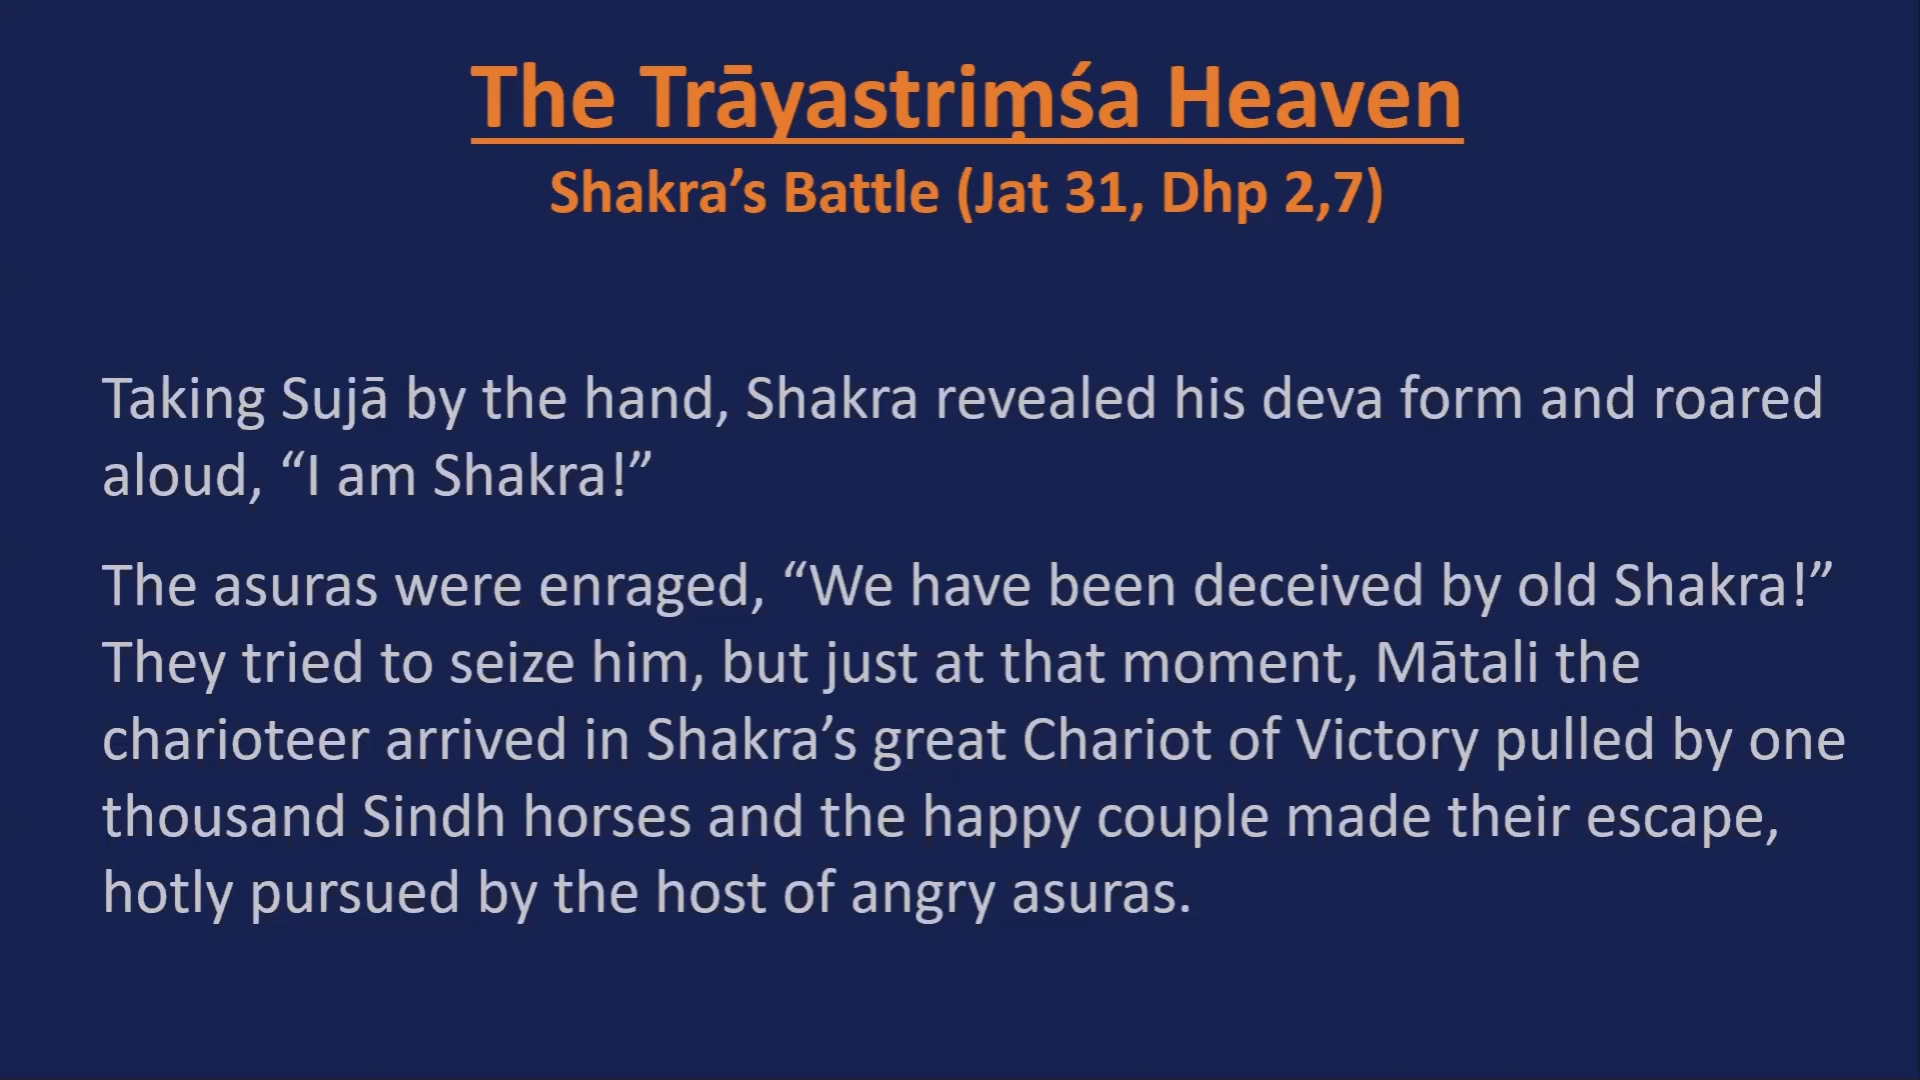 The Trāyastriṃśa Heaven
Shakra’s Battle (Jat 31, Dhp 2,7)
Taking Sujā by the hand, Shakra revealed his deva form and roared
aloud, “I am Shakra!”
The asuras were enraged, “We have been deceived by old Shakra!”
They tried to seize him, but just at that moment, Mātali the
charioteer arrived in Shakra’s great Chariot of Victory pulled by one
thousand Sindh horses and the happy couple made their escape,
hotly pursued by the host of angry asuras.